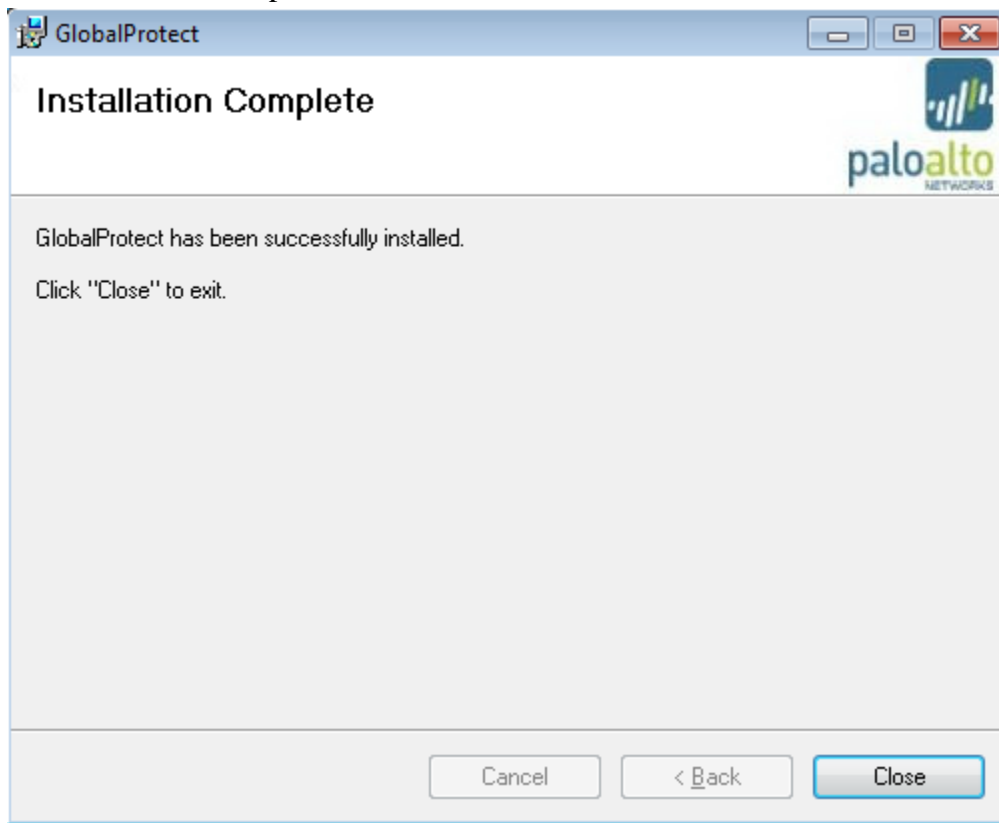 GlobalProtect
Installation Complete
paloalto
NETWORKS
GlobalProtect has been successfully installed.
Click "Close" to exit.
Cancel
< Back
Close